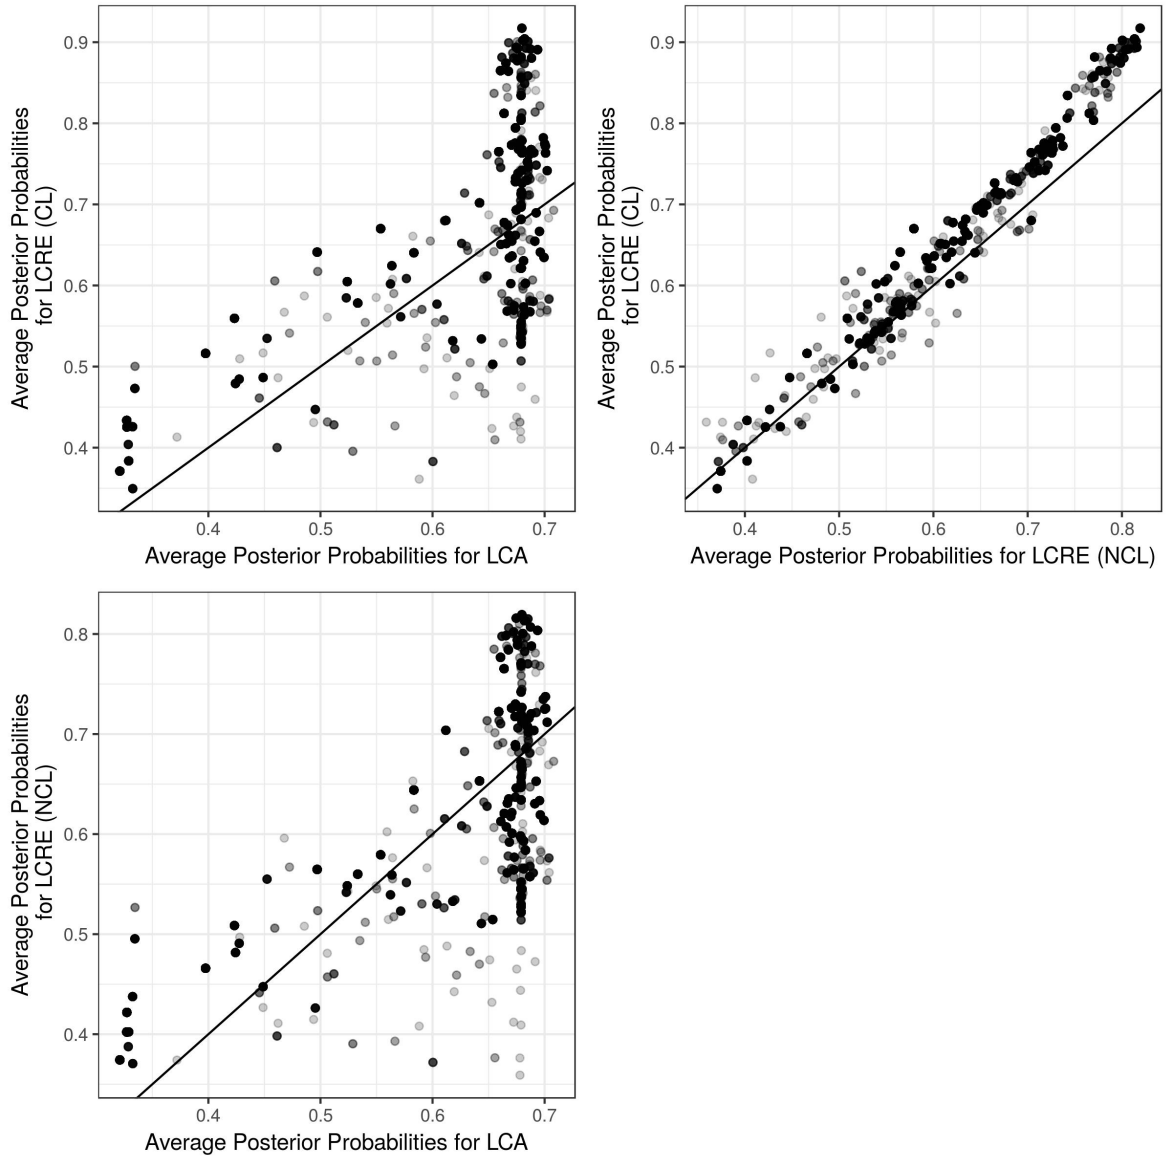 Average Posterior Probabilities
for LCRE (CL)
0.9
0.8
0.7
0.6
0.5
0.4
0.4 0.5 0.6 0.7
Average Posterior Probabilities for LCA
Average Posterior Probabilities
for LCRE (CL)
0.9
0.8
0.7
0.6
0.5
0.4
0.4 0.5 0.6 0.7 0.8
Average Posterior Probabilities for LCRE (NCL)
Average Posterior Probabilities
for LCRE (NCL)
0.8
0.7
0.6
0.5
0.4
0.4 0.5 0.6 0.7
Average Posterior Probabilities for LCA